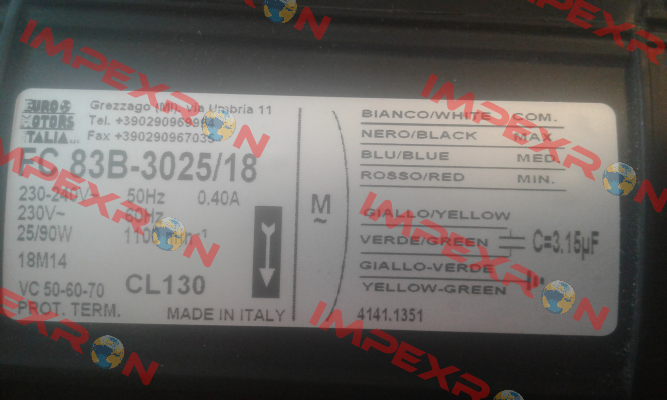 EURO
MOTORS
ITALIA
Grezzago (MI), via Umbria 11
Tel.
Fax
FC 83B-3025/18
230-240V~ 50Hz 0.40A
230V~ 60Hz
25/90W 1100
18M14
VC 50-60-70 CL130
PROT. TERM. MADE IN ITALY
M
~
BIANCO/WHITE COM.
NERO/BLACK MAX.
BLU/BLUE MED.
ROSSO/RED MIN.
GIALLO/YELLOW
VERDE/GREEN C=3.15µF
GIALLO-VERDE
YELLOW-GREEN
4141.1351
IMPEXRON
IMPEXRON
IMPEXRON
IMPEXRON
IMPEXRON